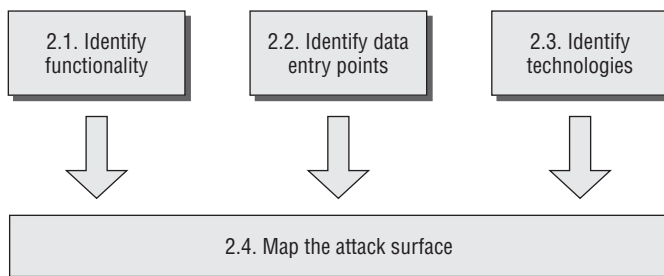 2.1. Identify
functionality
2.2. Identify data
entry points
2.3. Identify
technologies
2.4. Map the attack surface